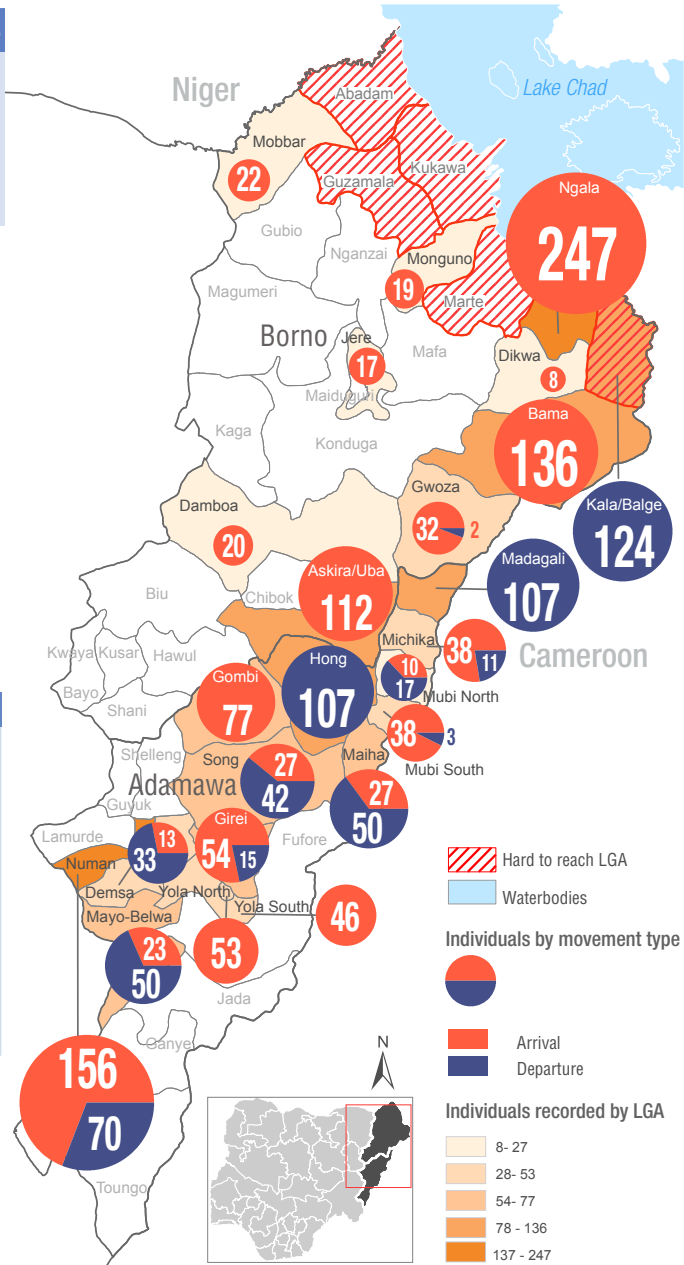 Niger
Lake Chad
Abadam
Mobbar
22
Kukawa
Guzamala
Ngala
247
Gubio
Nganzai
Monguno
19
Magumeri
Marte
Borno
Jere
17
Mafa
Dikwa
8
Maiduguri
Bama
136
Kaga
Konduga
Gwoza
32
2
Kala/Balge
124
Damboa
20
Madagali
107
Askira/Uba
112
Biu
Chibok
Michika
38
11
Cameroon
Kwaya Kusar
Hawul
Hong
107
10
17
Mubi North
Bayo
Gombi
77
Shani
38
3
Mubi South
Shelleng
Song
27
42
Maiha
27
50
Adamawa
Guyuk
Girei
54
15
Lamurde
13
33
Fufore
Numan
Demsa
Yola North
Yola South
46
Mayo-Belwa
23
50
53
Jada
Ganye
156
70
Toungo
N
Hard to reach LGA
Waterbodies
Individuals by movement type
Arrival
Departure
Individuals recorded by LGA
8- 27
28- 53
54- 77
78 - 136
137 - 247